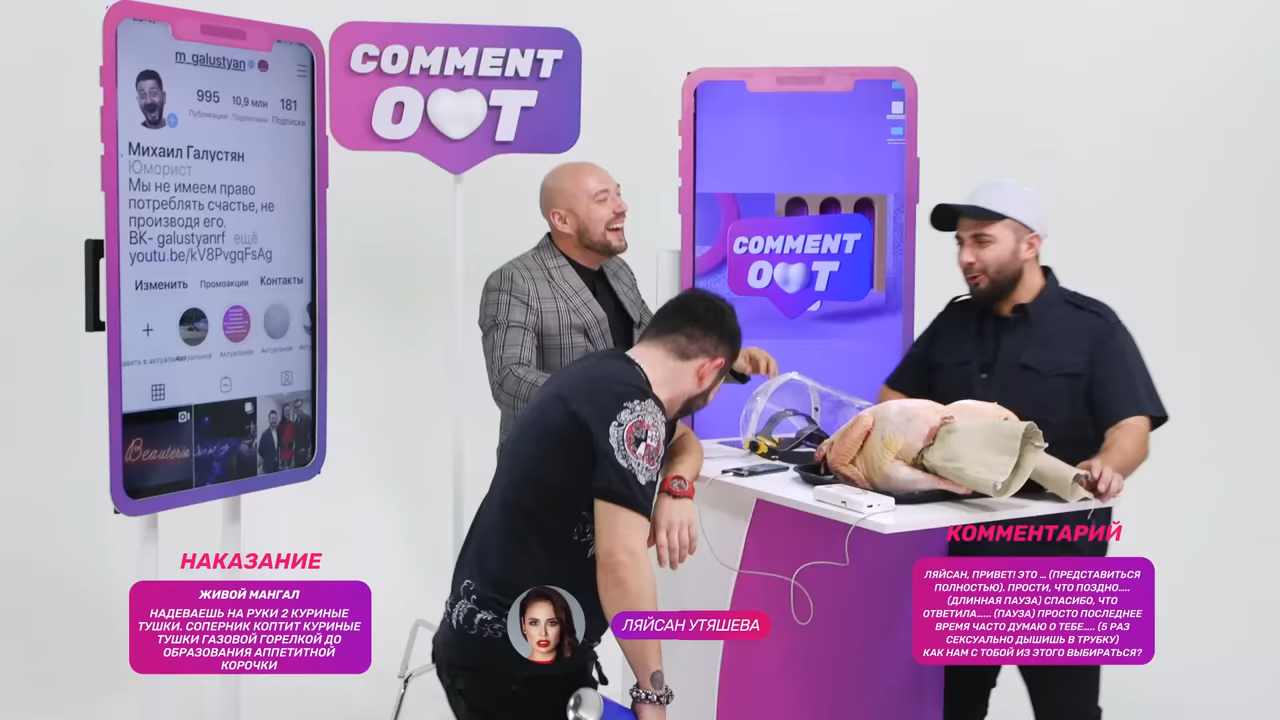 m_galustyan
995 10,9 млн 181
Публикации Подписчики Подписки
Михаил Галустян
Юморист
Мы не имеем право
потреблять счастье, не
производя его.
ВК- galustyanrf ещё
youtu.be/kV8PvgqFsAg
Изменить Промоакции Контакты
Актуальное Актуальное Актуальное
Beauteria
COMMENT
OUT
COMMENT
OUT
НАКАЗАНИЕ
ЖИВОЙ МАНГАЛ
НАДЕВАЕШЬ НА РУКИ 2 КУРИНЫЕ
ТУШКИ. СОПЕРНИК КОПТИТ КУРИНЫЕ
ТУШКИ ГАЗОВОЙ ГОРЕЛКОЙ ДО
ОБРАЗОВАНИЯ АППЕТИТНОЙ
КОРОЧКИ
ЛЯЙСАН УТЯШЕВА
КОММЕНТАРИЙ
ЛЯЙСАН, ПРИВЕТ! ЭТО ... (ПРЕДСТАВИТЬСЯ
ПОЛНОСТЬЮ). ПРОСТИ, ЧТО ПОЗДНО.....
(ДЛИННАЯ ПАУЗА) СПАСИБО, ЧТО
ОТВЕТИЛА..... (ПАУЗА) ПРОСТО ПОСЛЕДНЕЕ
ВРЕМЯ ЧАСТО ДУМАЮ О ТЕБЕ..... (5 РАЗ
СЕКСУАЛЬНО ДЫШИШЬ В ТРУБКУ)
КАК НАМ С ТОБОЙ ИЗ ЭТОГО ВЫБИРАТЬСЯ?